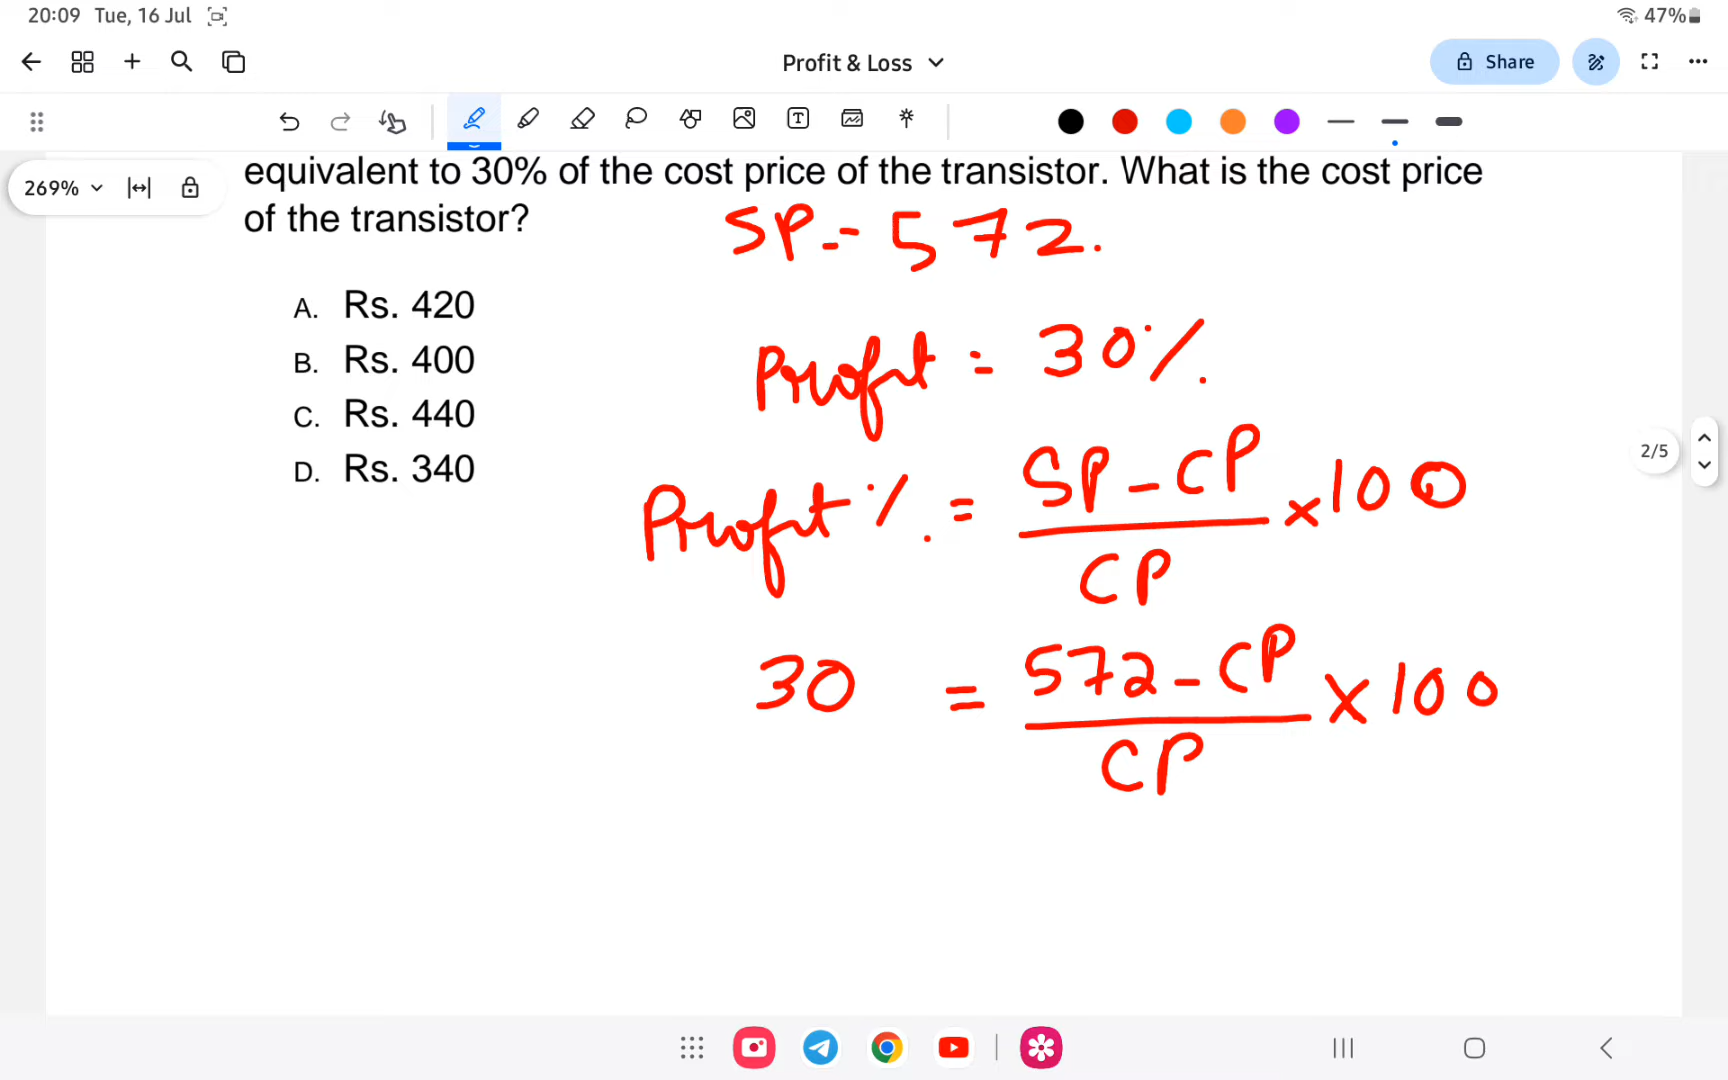 20:09 Tue, 16 Jul
47%
Profit & Loss
Share
269%
equivalent to 30% of the cost price of the transistor. What is the cost price
of the transistor?
SP = 572.
A. Rs. 420
B. Rs. 400
C. Rs. 440
D. Rs. 340
Profit = 30%
Profit % = SP - CP / CP × 100
30 = 572 - CP / CP × 100
2/5